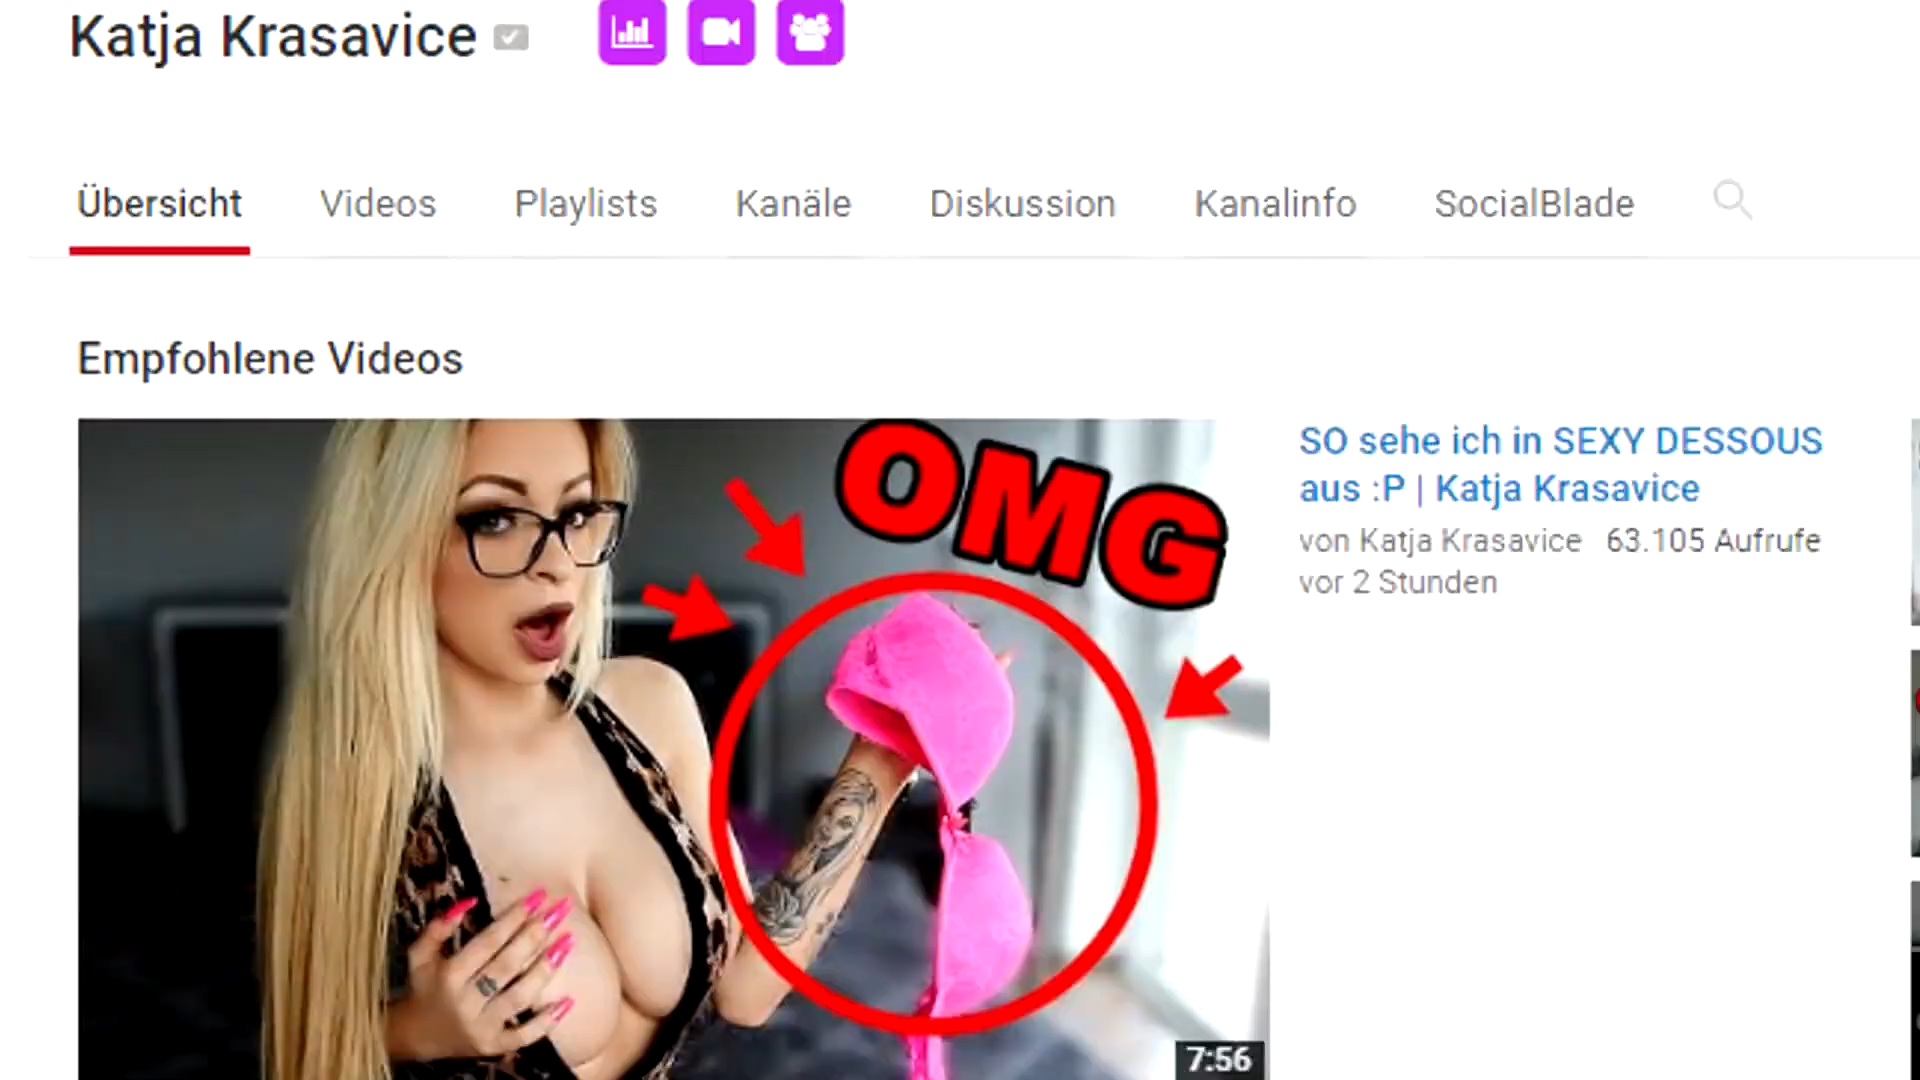 Katja Krasavice
Übersicht Videos Playlists Kanäle Diskussion Kanalinfo SocialBlade
Empfohlene Videos
OMG
SO sehe ich in SEXY DESSOUS
aus :P | Katja Krasavice
von Katja Krasavice 63.105 Aufrufe
vor 2 Stunden
7:56